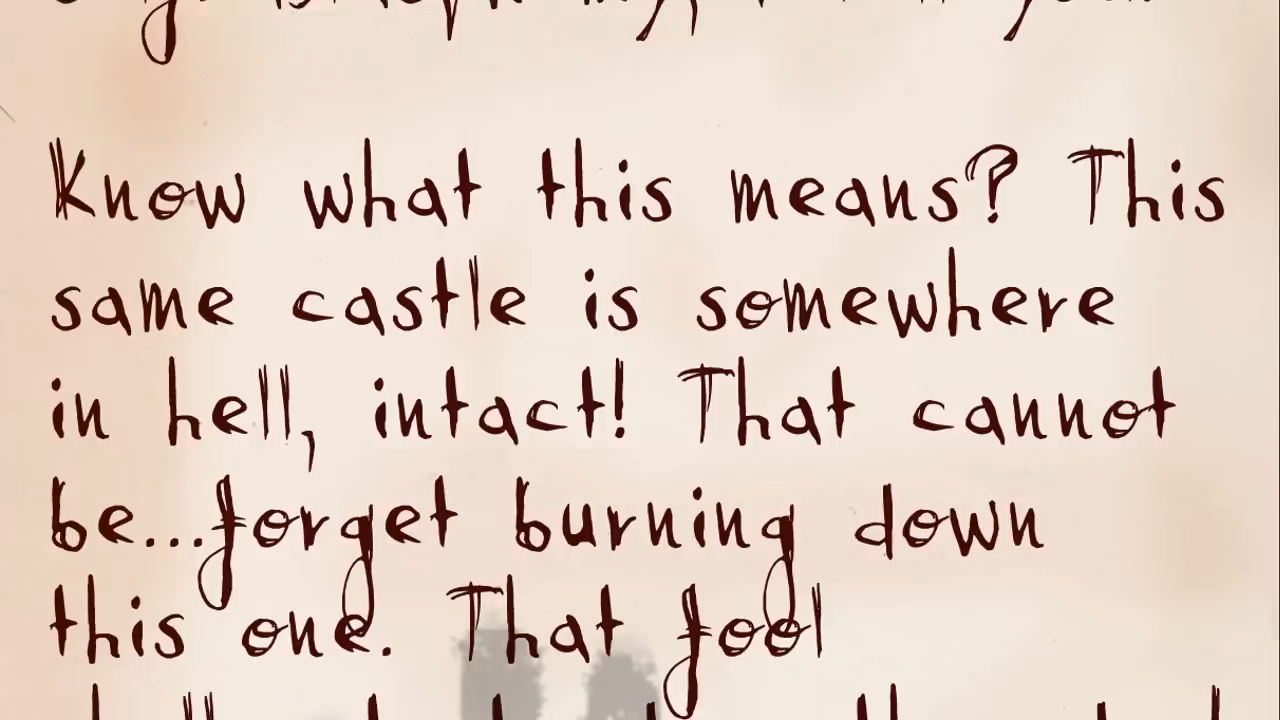 Know what this means? This
same castle is somewhere
in hell, intact! That cannot
be...forget burning down
this one. That fool